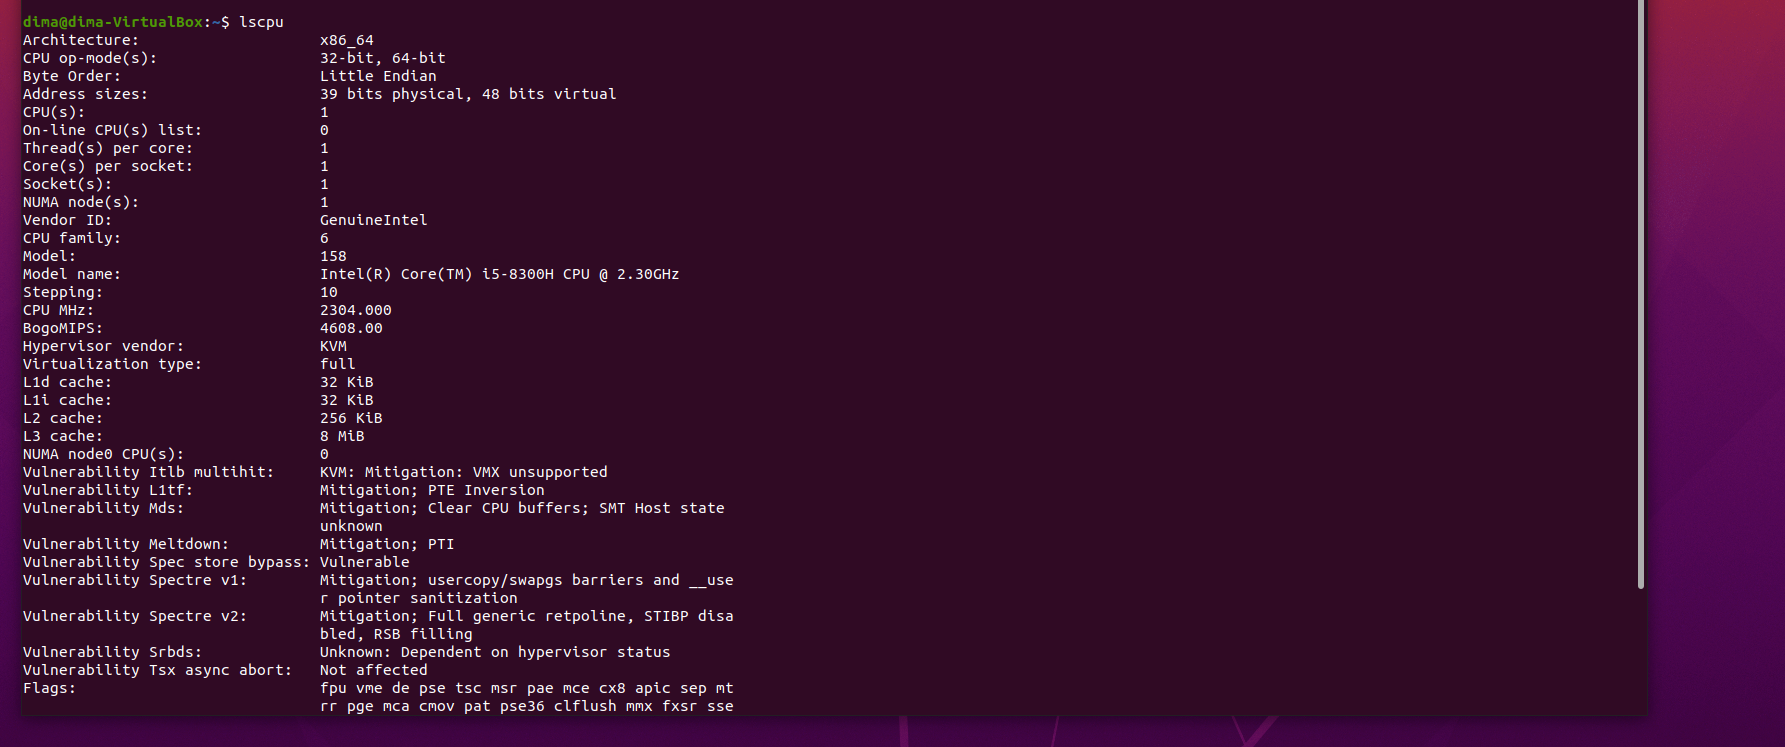 dima@dima-VirtualBox:~$ lscpu
Architecture: x86_64
CPU op-mode(s): 32-bit, 64-bit
Byte Order: Little Endian
Address sizes: 39 bits physical, 48 bits virtual
CPU(s): 1
On-line CPU(s) list: 0
Thread(s) per core: 1
Core(s) per socket: 1
Socket(s): 1
NUMA node(s): 1
Vendor ID: GenuineIntel
CPU family: 6
Model: 158
Model name: Intel(R) Core(TM) i5-8300H CPU @ 2.30GHz
Stepping: 10
CPU MHz: 2304.000
BogoMIPS: 4608.00
Hypervisor vendor: KVM
Virtualization type: full
L1d cache: 32 KiB
L1i cache: 32 KiB
L2 cache: 256 KiB
L3 cache: 8 MiB
NUMA node0 CPU(s): 0
Vulnerability Itlb multihit: KVM: Mitigation: VMX unsupported
Vulnerability L1tf: Mitigation; PTE Inversion
Vulnerability Mds: Mitigation; Clear CPU buffers; SMT Host state
unknown
Vulnerability Meltdown: Mitigation; PTI
Vulnerability Spec store bypass: Vulnerable
Vulnerability Spectre v1: Mitigation; usercopy/swapgs barriers and __use
r pointer sanitization
Vulnerability Spectre v2: Mitigation; Full generic retpoline, STIBP disa
bled, RSB filling
Vulnerability Srbds: Unknown: Dependent on hypervisor status
Vulnerability Tsx async abort: Not affected
Flags: fpu vme de pse tsc msr pae mce cx8 apic sep mt
rr pge mca cmov pat pse36 clflush mmx fxsr sse